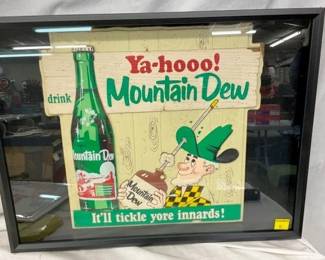 Ya-hooo!
drink
Mountain Dew
Mountain Dew
Mountain
Dew
It'll tickle yore innards!